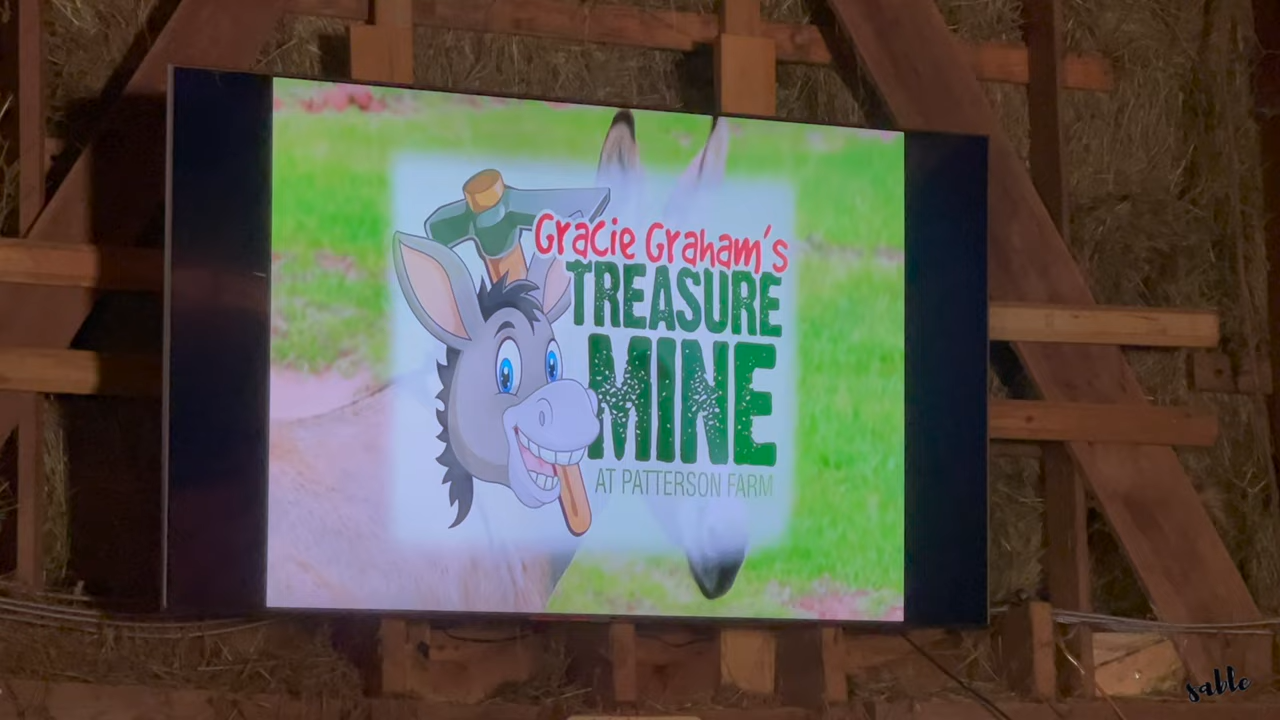 Gracie Graham's
TREASURE
MINE
AT PATTERSON FARM
sable